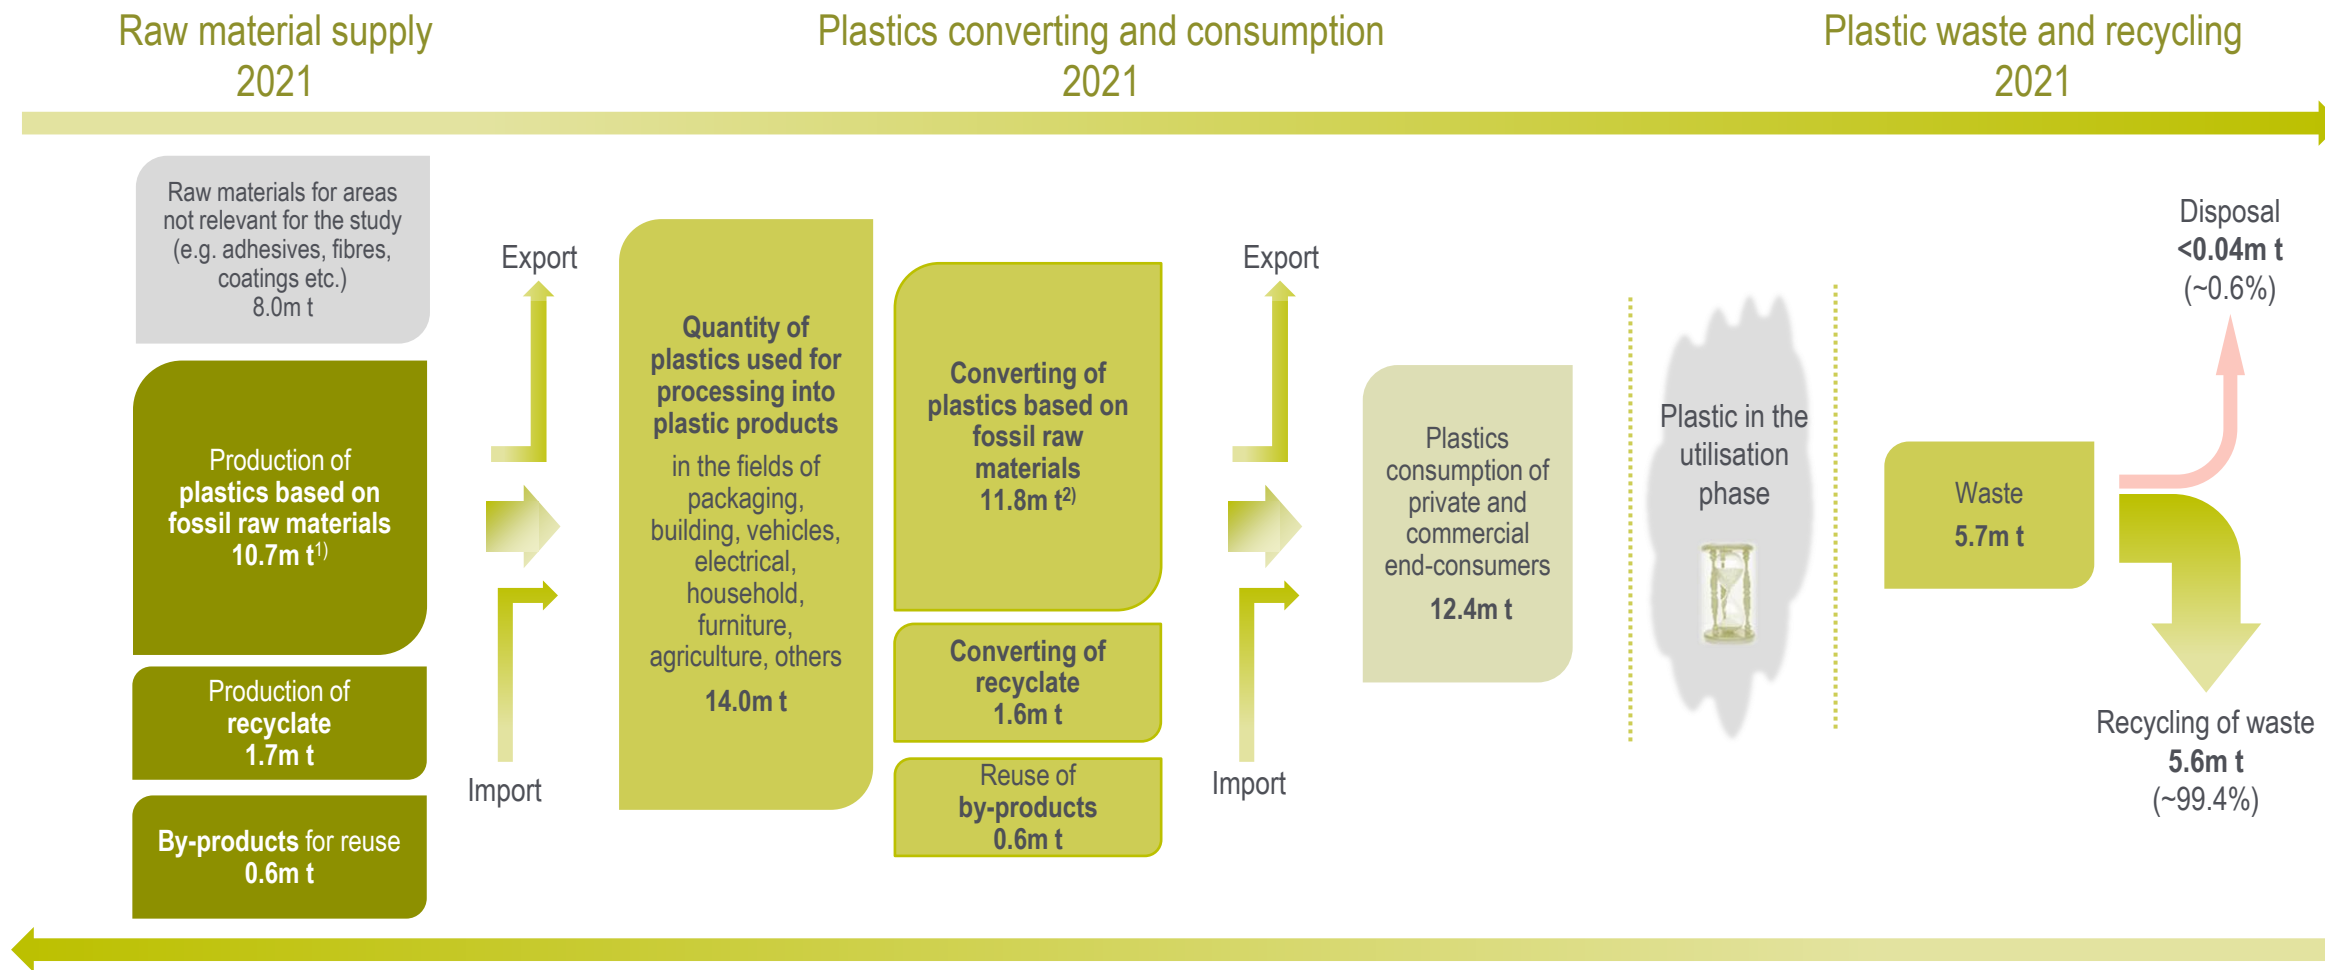 Raw material supply
2021
Plastics converting and consumption
2021
Plastic waste and recycling
2021
Raw materials for areas
not relevant for the study
(e.g. adhesives, fibres,
coatings etc.)
8.0m t
Production of
plastics based on
fossil raw materials
10.7m t1)
Production of
recyclate
1.7m t
By-products for reuse
0.6m t
Export
Import
Quantity of
plastics used for
processing into
plastic products
in the fields of
packaging,
building, vehicles,
electrical,
household,
furniture,
agriculture, others
14.0m t
Converting of
plastics based on
fossil raw
materials
11.8m t2)
Converting of
recyclate
1.6m t
Reuse of
by-products
0.6m t
Export
Import
Plastics
consumption of
private and
commercial
end-consumers
12.4m t
Plastic in the
utilisation
phase
Waste
5.7m t
Disposal
<0.04m t
(~0.6%)
Recycling of waste
5.6m t
(~99.4%)